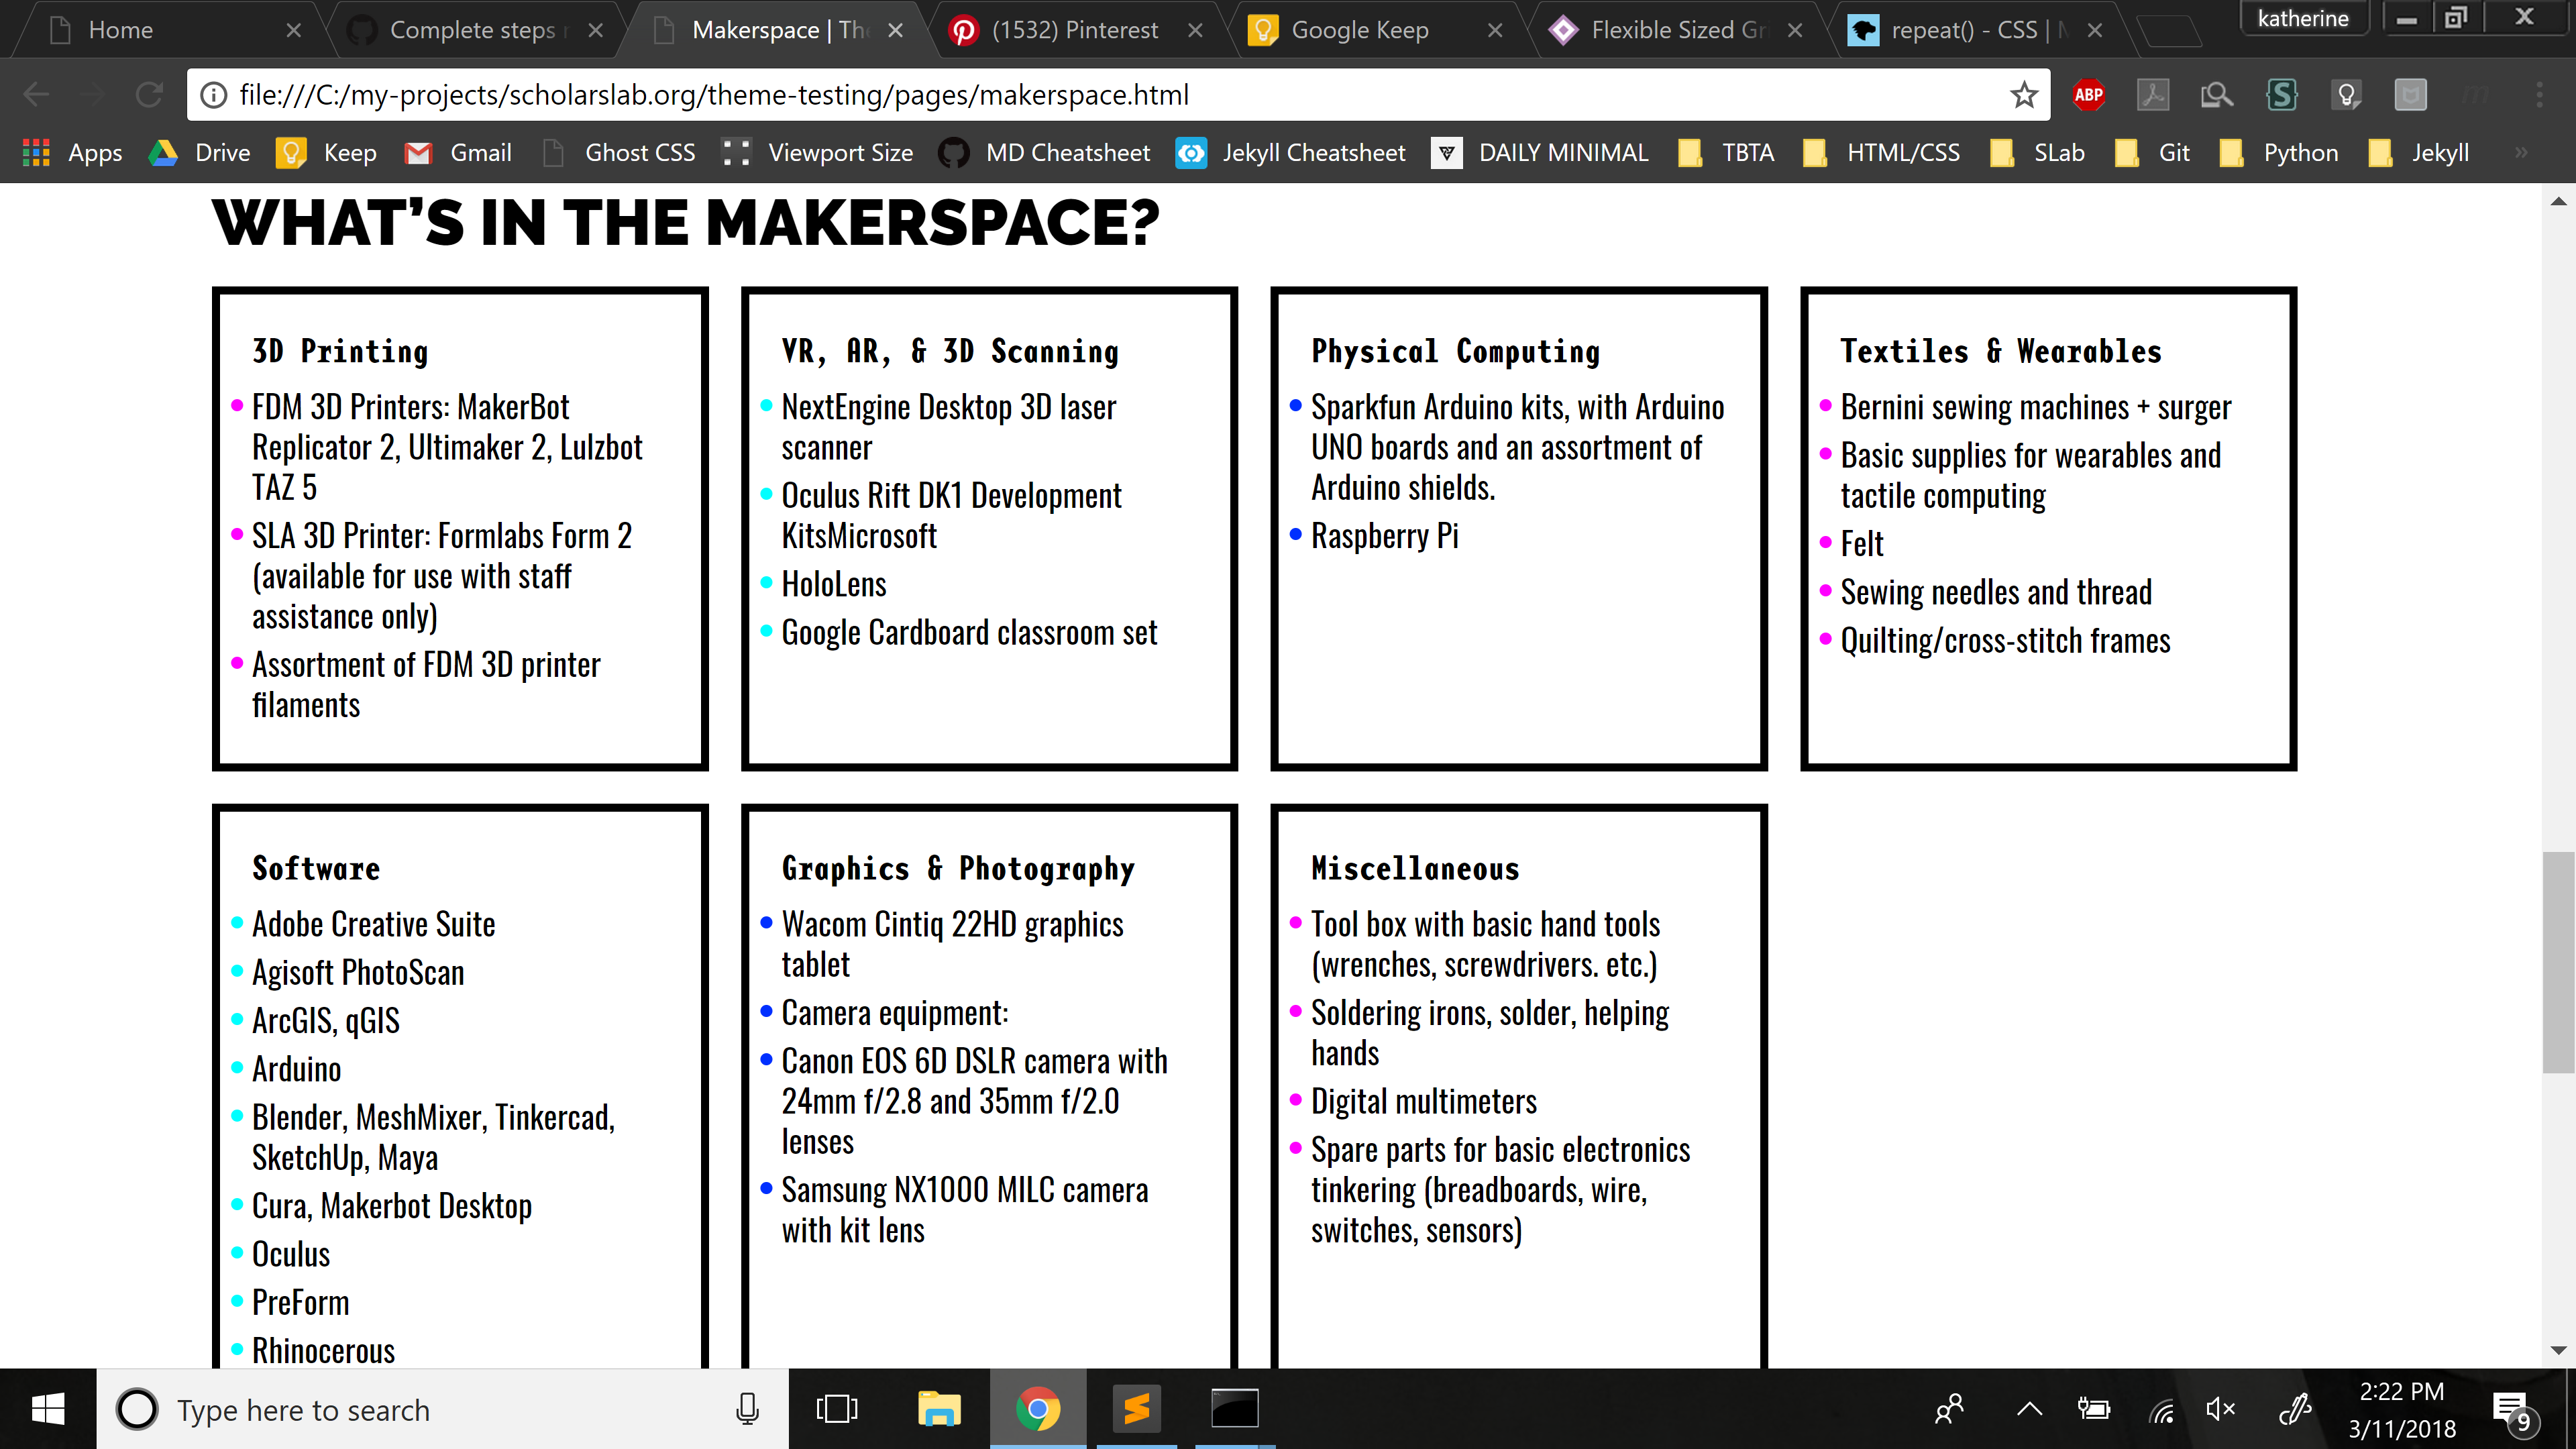 Home
Complete steps r
Makerspace | The
(1532) Pinterest
Google Keep
Flexible Sized Gri
repeat() - CSS | M
katherine
file:///C:/my-projects/scholarslab.org/theme-testing/pages/makerspace.html
ABP
Apps
Drive
Keep
Gmail
Ghost CSS
Viewport Size
MD Cheatsheet
Jekyll Cheatsheet
DAILY MINIMAL
TBTA
HTML/CSS
SLab
Git
Python
Jekyll
WHAT'S IN THE MAKERSPACE?
3D Printing
FDM 3D Printers: MakerBot
Replicator 2, Ultimaker 2, Lulzbot
TAZ 5
SLA 3D Printer: Formlabs Form 2
(available for use with staff
assistance only)
Assortment of FDM 3D printer
filaments
VR, AR, & 3D Scanning
NextEngine Desktop 3D laser
scanner
Oculus Rift DK1 Development
KitsMicrosoft
HoloLens
Google Cardboard classroom set
Physical Computing
Sparkfun Arduino kits, with Arduino
UNO boards and an assortment of
Arduino shields.
Raspberry Pi
Textiles & Wearables
Bernini sewing machines + surger
Basic supplies for wearables and
tactile computing
Felt
Sewing needles and thread
Quilting/cross-stitch frames
Software
Adobe Creative Suite
Agisoft PhotoScan
ArcGIS, qGIS
Arduino
Blender, MeshMixer, Tinkercad,
SketchUp, Maya
Cura, Makerbot Desktop
Oculus
PreForm
Rhinocerous
Graphics & Photography
Wacom Cintiq 22HD graphics
tablet
Camera equipment:
Canon EOS 6D DSLR camera with
24mm f/2.8 and 35mm f/2.0
lenses
Samsung NX1000 MILC camera
with kit lens
Miscellaneous
Tool box with basic hand tools
(wrenches, screwdrivers. etc.)
Soldering irons, solder, helping
hands
Digital multimeters
Spare parts for basic electronics
tinkering (breadboards, wire,
switches, sensors)
Type here to search
2:22 PM
3/11/2018
9